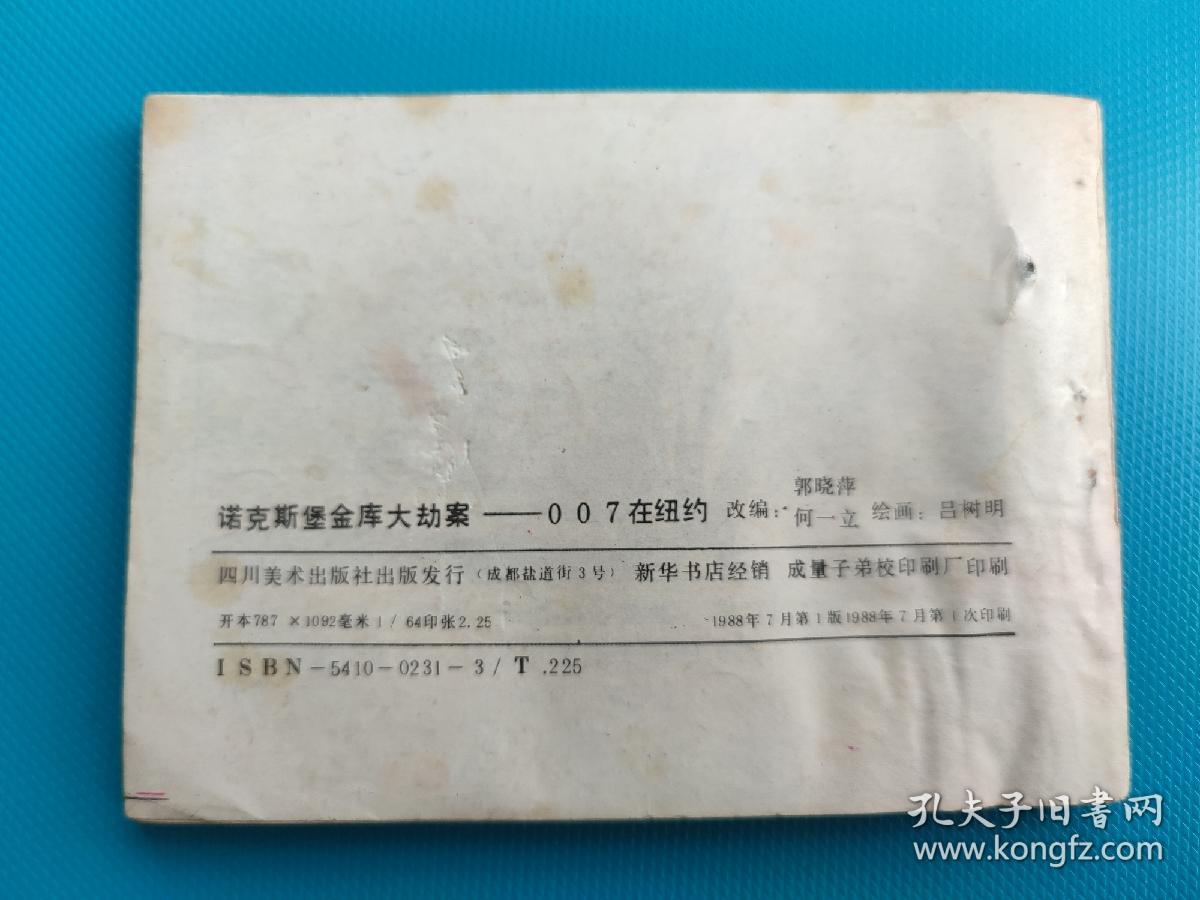 诺克斯堡金库大劫案——007在纽约 改编: 郭晓萍 何一立 绘画: 吕树明
四川美术出版社出版发行 (成都盐道街3号) 新华书店经销 成量子弟校印刷厂印刷
开本787×1092毫米1/64印张2.25 1988年7月第1版1988年7月第1次印刷
ISBN-5410-0231-3/T.225
孔夫子旧书网
www.kongfz.com